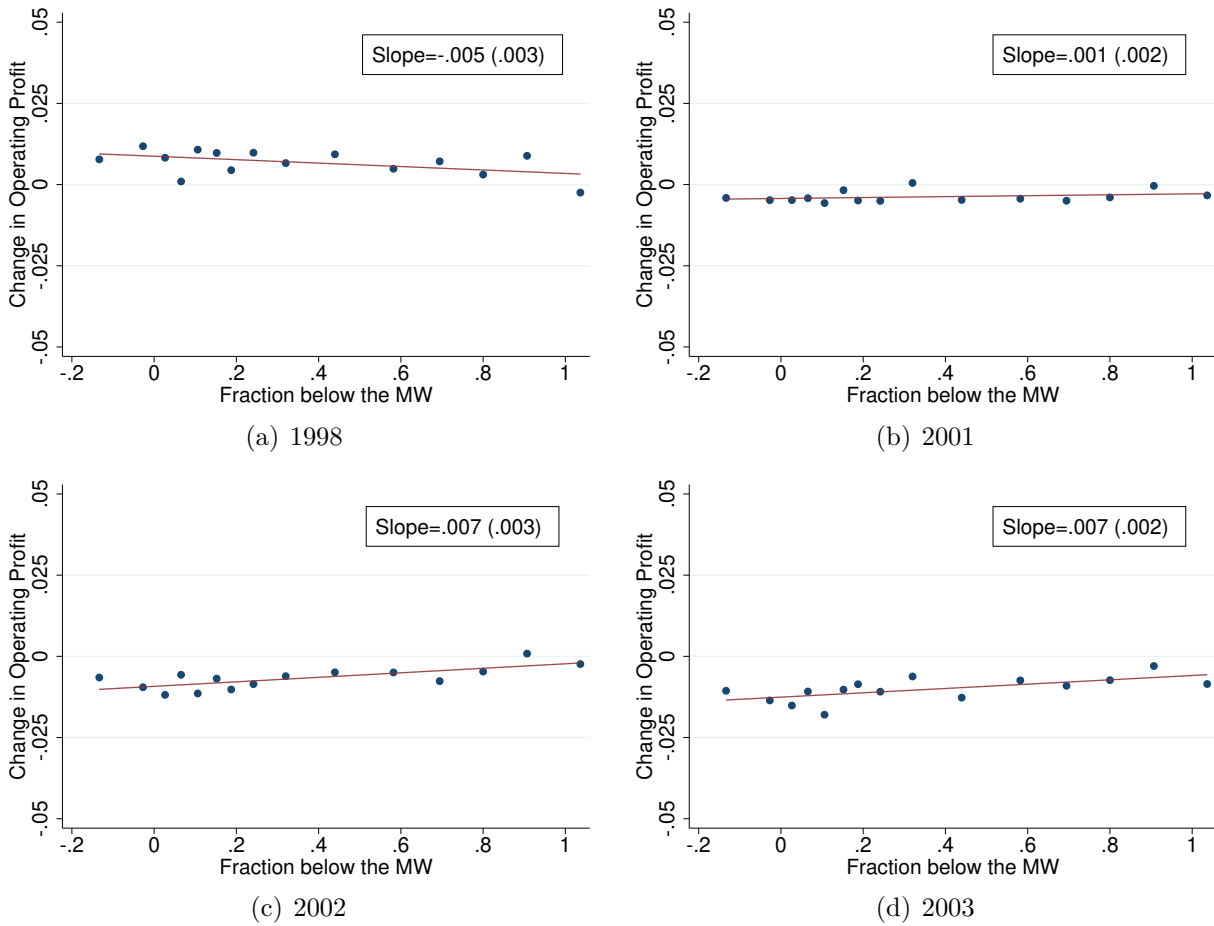 Change in Operating Profit
.05
.025
0
-.025
-.05
Slope=-.005 (.003)
-.2 0 .2 .4 .6 .8 1
Fraction below the MW
(a) 1998
Change in Operating Profit
.05
.025
0
-.025
-.05
Slope=.001 (.002)
-.2 0 .2 .4 .6 .8 1
Fraction below the MW
(b) 2001
Change in Operating Profit
.05
.025
0
-.025
-.05
Slope=.007 (.003)
-.2 0 .2 .4 .6 .8 1
Fraction below the MW
(c) 2002
Change in Operating Profit
.05
.025
0
-.025
-.05
Slope=.007 (.002)
-.2 0 .2 .4 .6 .8 1
Fraction below the MW
(d) 2003